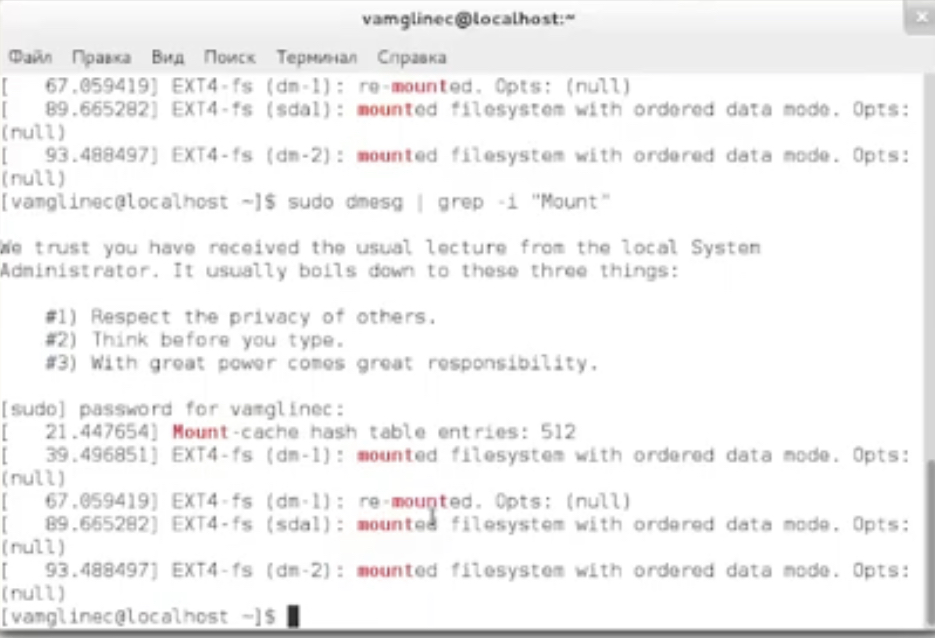 vamglinec@localhost:~
Файл Правка Вид Поиск Терминал Справка
[   67.059419] EXT4-fs (dm-1): re-mounted. Opts: (null)
[   89.665282] EXT4-fs (sda1): mounted filesystem with ordered data mode. Opts:
(null)
[   93.488497] EXT4-fs (dm-2): mounted filesystem with ordered data mode. Opts:
(null)
[vamglinec@localhost ~]$ sudo dmesg | grep -i "Mount"
We trust you have received the usual lecture from the local System
Administrator. It usually boils down to these three things:
#1) Respect the privacy of others.
#2) Think before you type.
#3) With great power comes great responsibility.
[sudo] password for vamglinec:
[   21.447654] Mount-cache hash table entries: 512
[   39.496851] EXT4-fs (dm-1): mounted filesystem with ordered data mode. Opts:
(null)
[   67.059419] EXT4-fs (dm-1): re-mounted. Opts: (null)
[   89.665282] EXT4-fs (sda1): mounted filesystem with ordered data mode. Opts:
(null)
[   93.488497] EXT4-fs (dm-2): mounted filesystem with ordered data mode. Opts:
(null)
[vamglinec@localhost ~]$